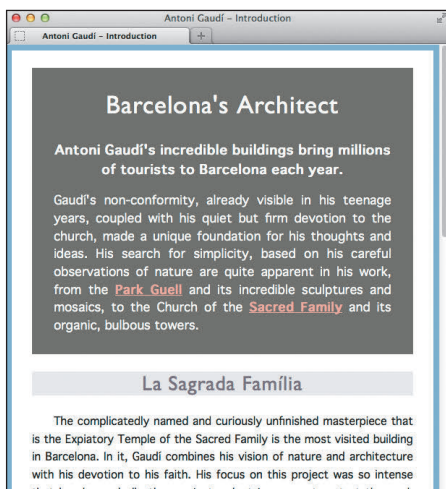 Antoni Gaudí – Introduction
Antoni Gaudí – Introduction
+
Barcelona's Architect
Antoni Gaudí's incredible buildings bring millions
of tourists to Barcelona each year.
Gaudí's non-conformity, already visible in his teenage
years, coupled with his quiet but firm devotion to the
church, made a unique foundation for his thoughts and
ideas. His search for simplicity, based on his careful
observations of nature are quite apparent in his work,
from the Park Guell and its incredible sculptures and
mosaics, to the Church of the Sacred Family and its
organic, bulbous towers.
La Sagrada Família
The complicatedly named and curiously unfinished masterpiece that
is the Expiatory Temple of the Sacred Family is the most visited building
in Barcelona. In it, Gaudí combines his vision of nature and architecture
with his devotion to his faith. His focus on this project was so intense